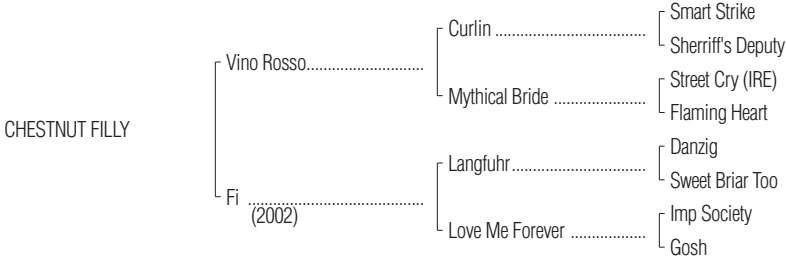 Smart Strike
Curlin ......................................
Sherriff's Deputy
Vino Rosso............................
Street Cry (IRE)
Mythical Bride .......................
Flaming Heart
CHESTNUT FILLY
Danzig
Langfuhr..................................
Sweet Briar Too
Fi ............................................
(2002)
Imp Society
Love Me Forever ...................
Gosh